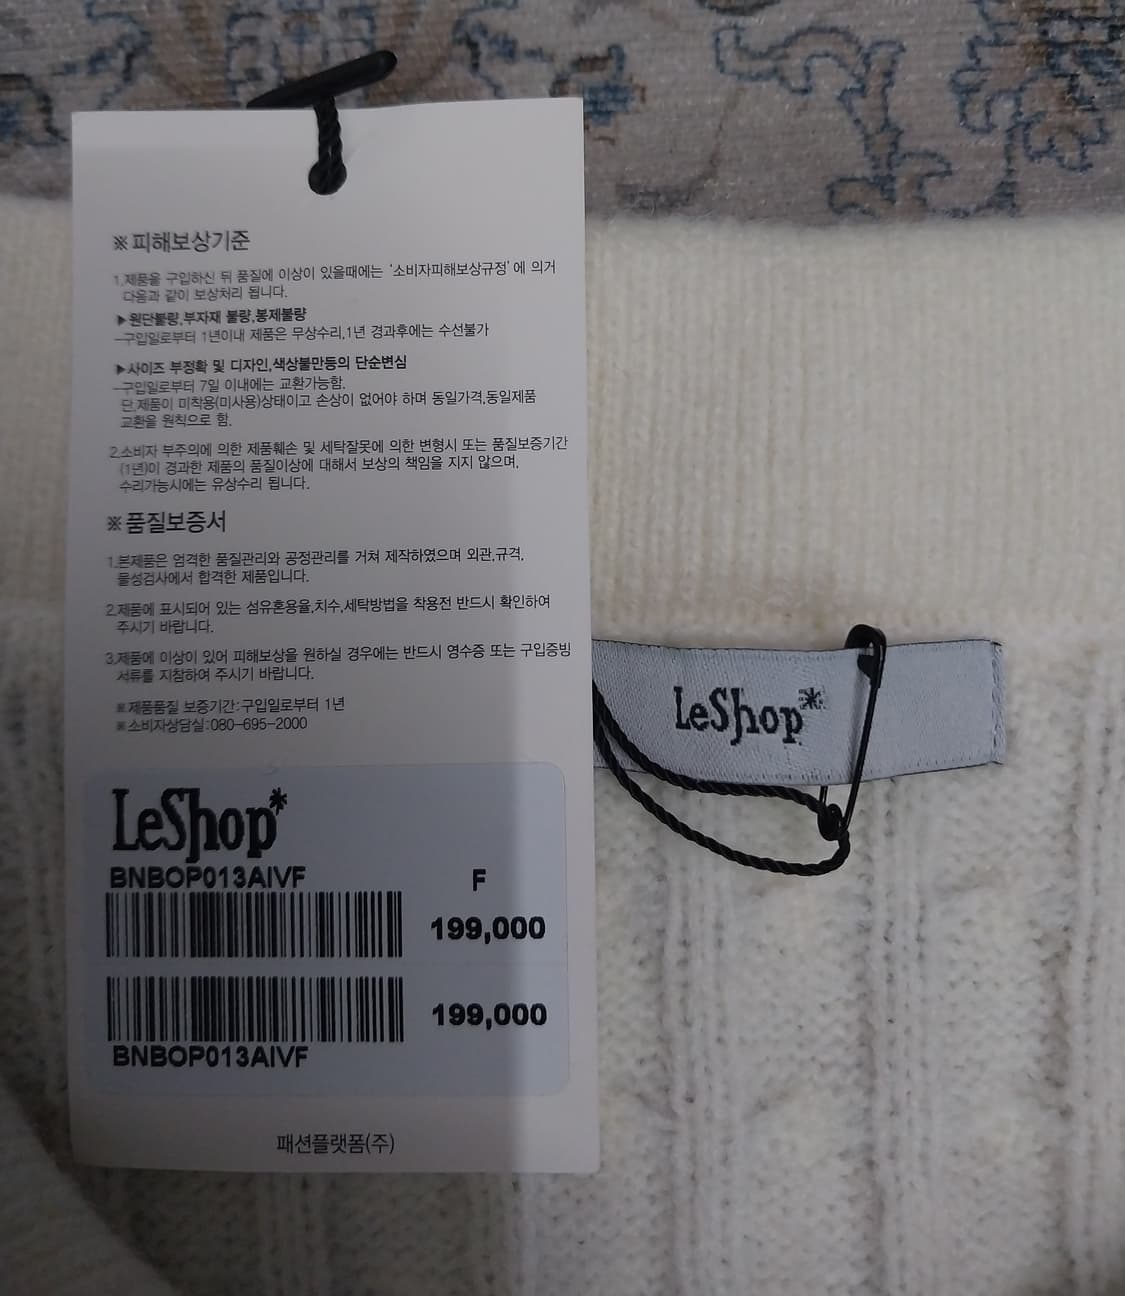 ※피해보상기준
1.제품을 구입하신 뒤 품질에 이상이 있을때에는 '소비자피해보상규정'에 의거
다음과 같이 보상처리 됩니다.
▶원단불량,부자재 불량,봉제불량
-구입일로부터 1년이내 제품은 무상수리,1년 경과후에는 수선불가
▶사이즈 부정확 및 디자인,색상불만등의 단순변심
-구입일로부터 7일 이내에는 교환가능함.
단,제품이 미착용(미사용)상태이고 손상이 없어야 하며 동일가격,동일제품
교환을 원칙으로 함.
2.소비자 부주의에 의한 제품훼손 및 세탁잘못에 의한 변형시 또는 품질보증기간
(1년)이 경과한 제품의 품질이상에 대해서 보상의 책임을 지지 않으며,
수리가능시에는 유상수리 됩니다.
※품질보증서
1.본제품은 엄격한 품질관리와 공정관리를 거쳐 제작하였으며 외관,규격,
물성검사에서 합격한 제품입니다.
2.제품에 표시되어 있는 섬유혼용율,치수,세탁방법을 착용전 반드시 확인하여
주시기 바랍니다.
3.제품에 이상이 있어 피해보상을 원하실 경우에는 반드시 영수증 또는 구입증빙
서류를 지참하여 주시기 바랍니다.
※제품품질 보증기간:구입일로부터 1년
※소비자상담실:080-695-2000
LeShop*
BNBOP013AIVF F
199,000
199,000
BNBOP013AIVF
패션플랫폼(주)
LeShop*